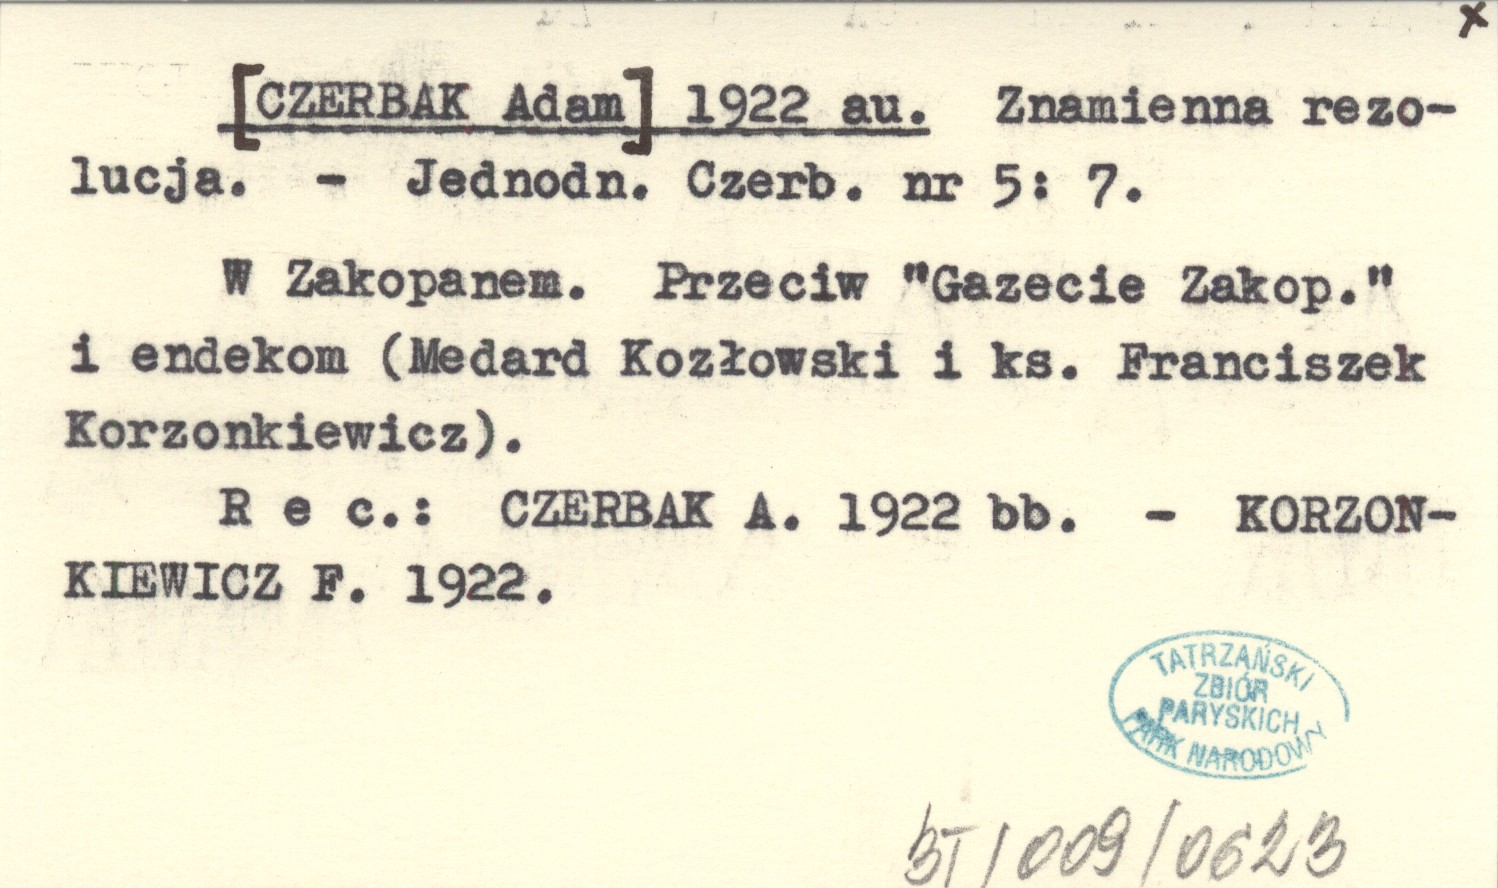 x
[CZERBAK Adam] 1922 au. Znamienna rezo-
lucja. - Jednodn. Czerb. nr 5: 7.
W Zakopanem. Przeciw "Gazecie Zakop."
i endekom (Medard Kozłowski i ks. Franciszek
Korzonkiewicz).
R e c.: CZERBAK A. 1922 bb. - KORZON-
KIEWICZ F. 1922.
TATRZAŃSKI
ZBIÓR
PARYSKICH
PARK NARODOWY
BT/009/0623